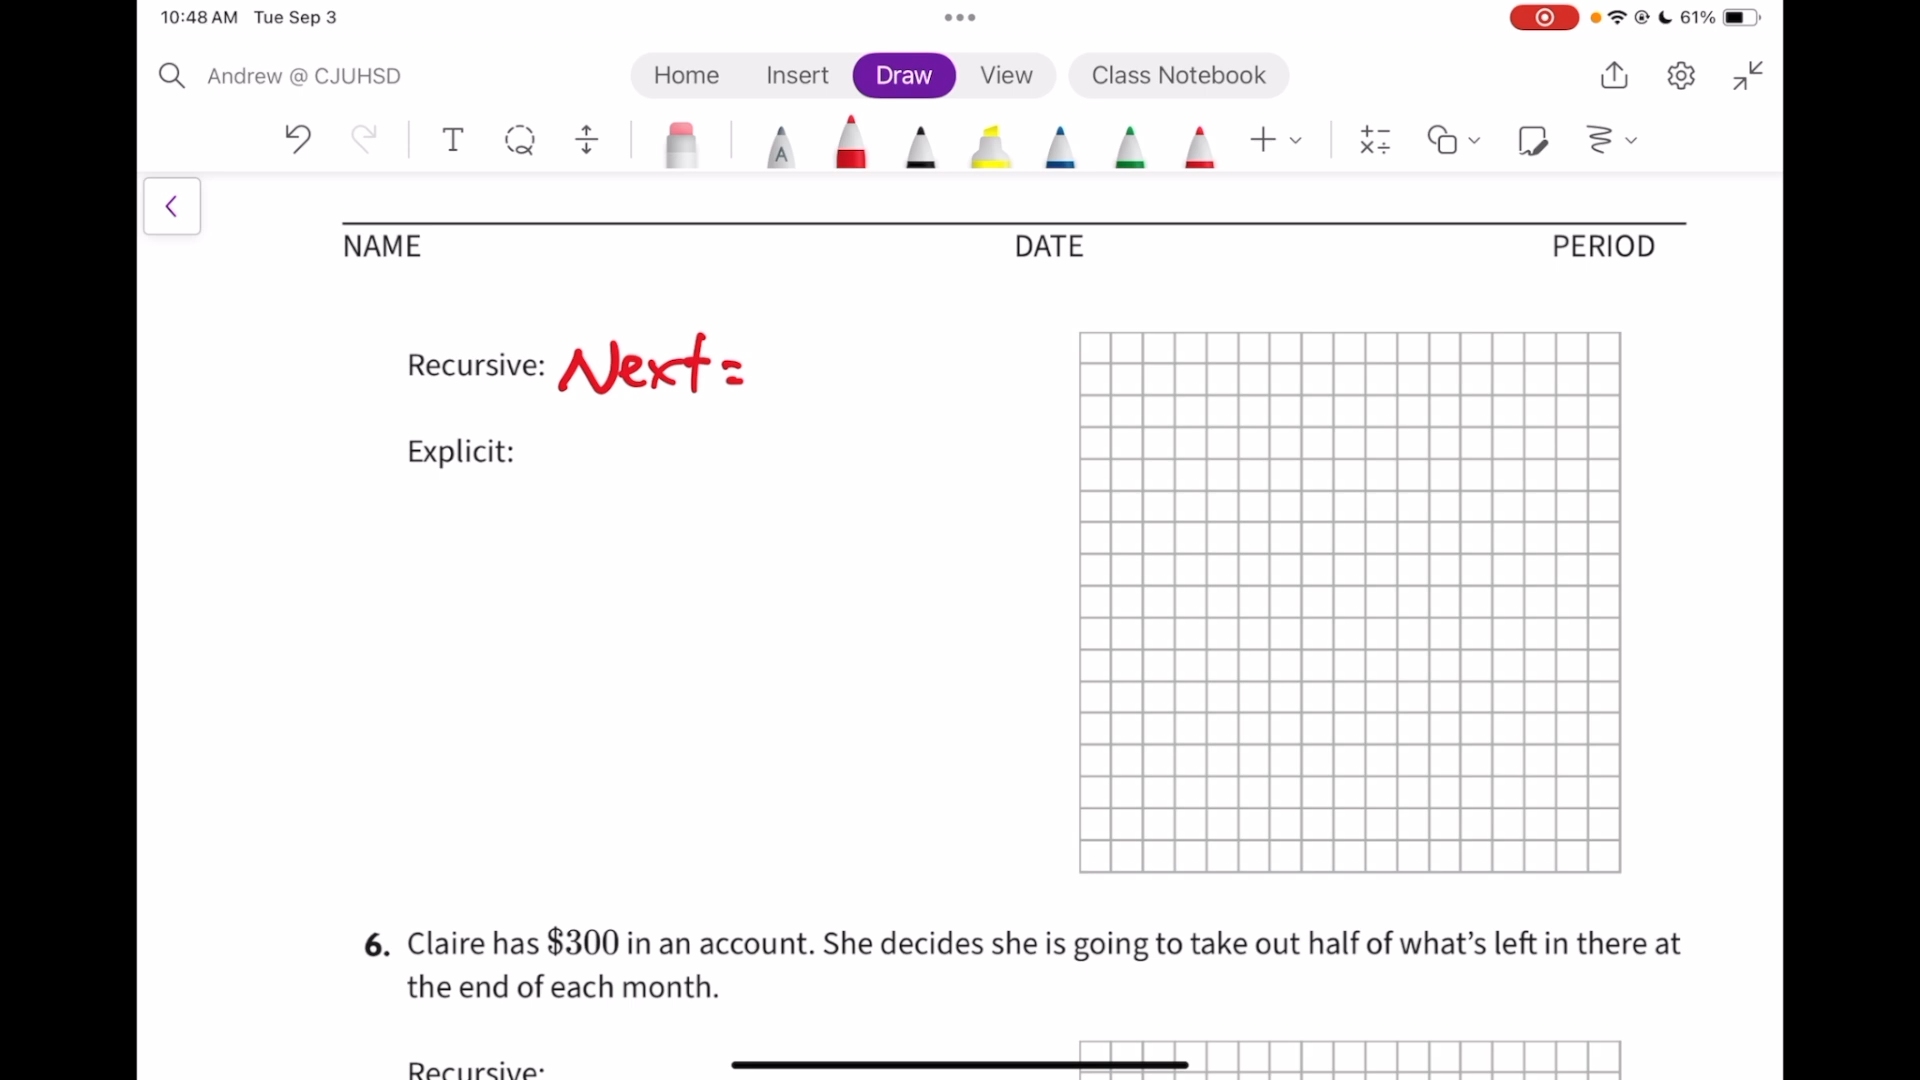 10:48 AM Tue Sep 3
61%
Andrew @ CJUHSD
Home Insert Draw View Class Notebook
T
A
NAME DATE PERIOD
Recursive: Next =
Explicit:
6. Claire has $300 in an account. She decides she is going to take out half of what's left in there at
the end of each month.
Recursive: